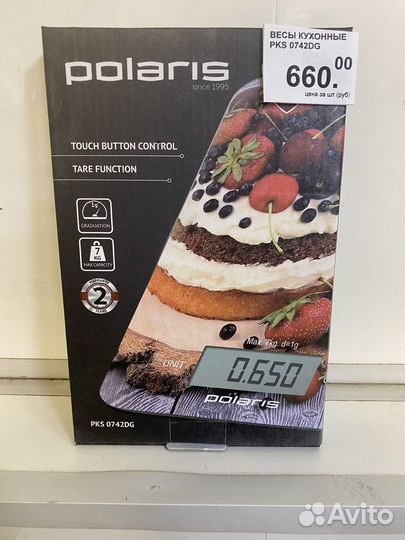 ВЕСЫ КУХОННЫЕ
PKS 0742DG
660.00
цена за шт (руб)
polaris
since 1995
TOUCH BUTTON CONTROL
TARE FUNCTION
1g
GRADUATION
7
KG
MAX CAPACITY
2
PKS 0742DG
Max. 7kg. d=1g
UNIT
0.650
polaris
Avito